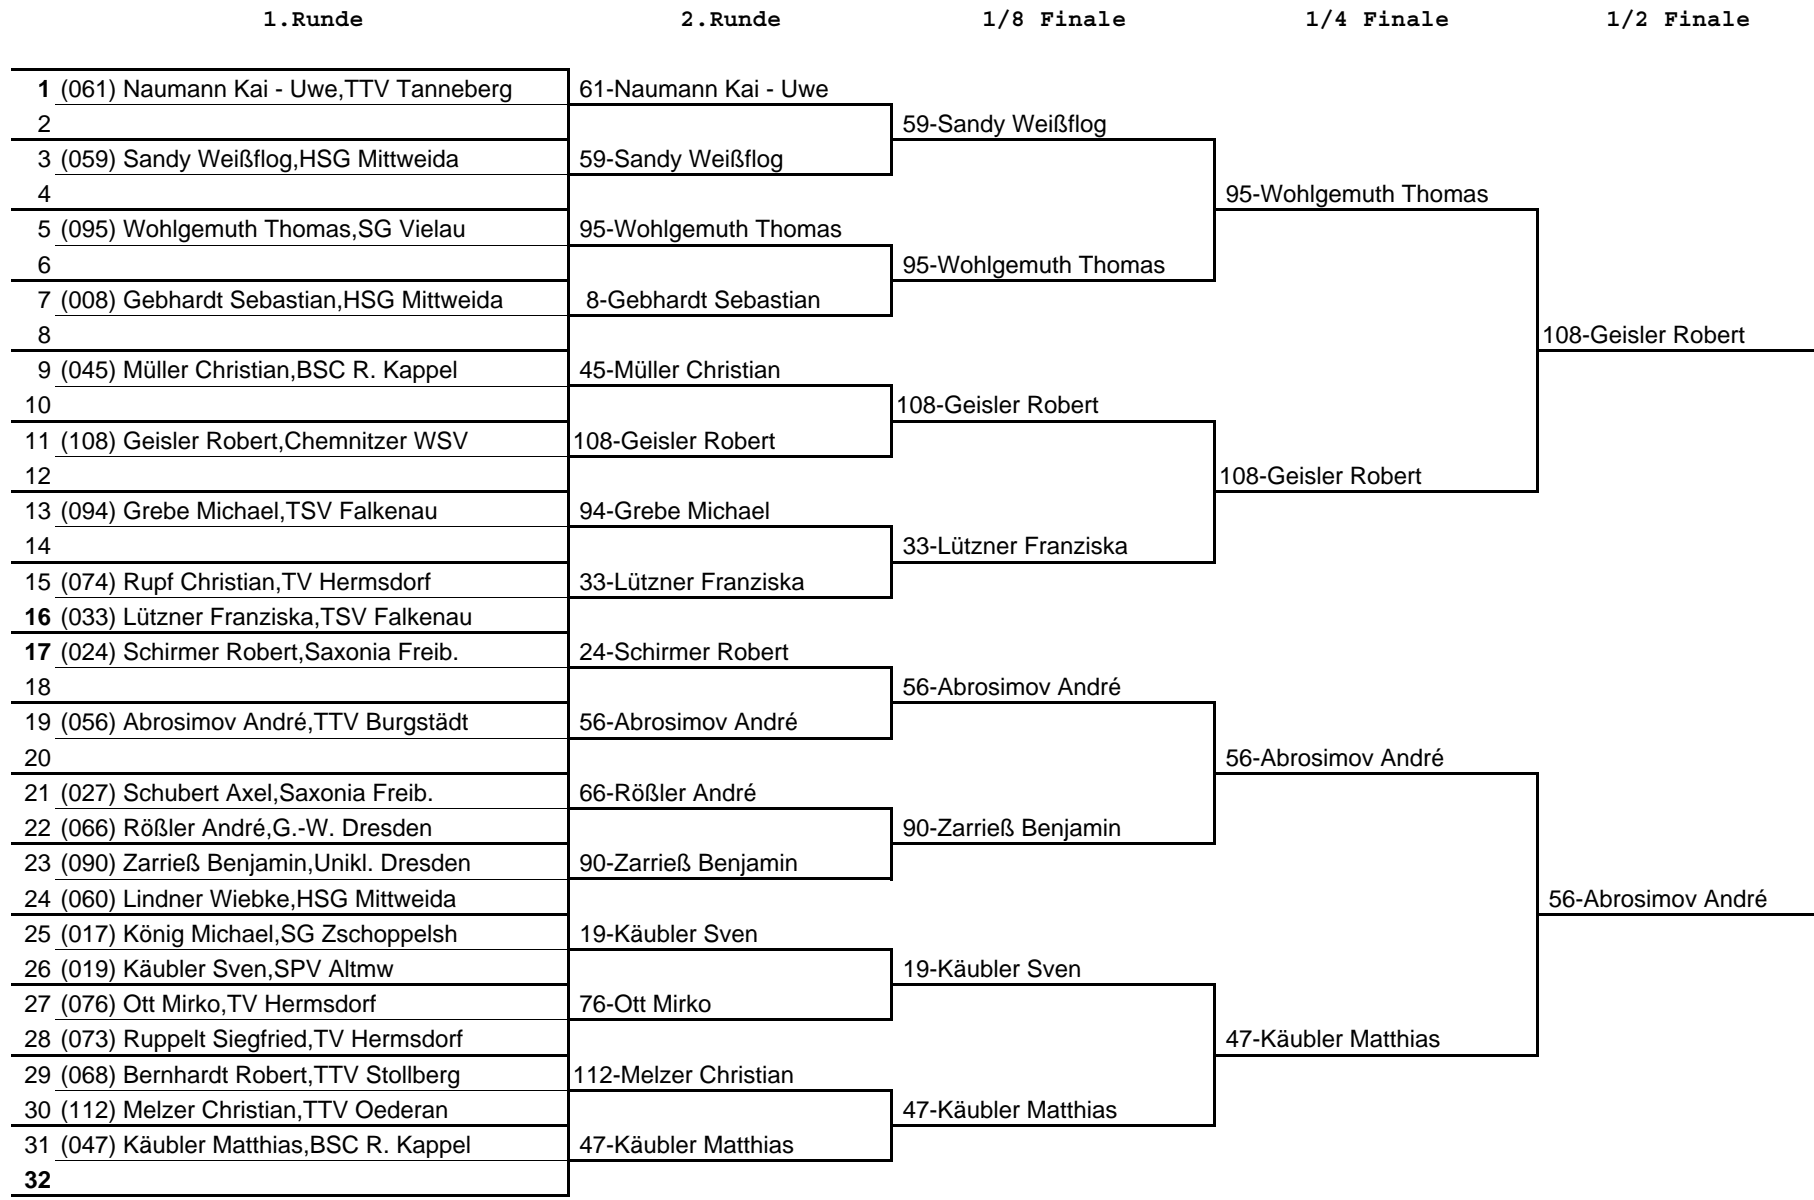 1.Runde 2.Runde 1/8 Finale 1/4 Finale 1/2 Finale
1 (061) Naumann Kai - Uwe,TTV Tanneberg 61-Naumann Kai - Uwe
2 59-Sandy Weißflog
3 (059) Sandy Weißflog,HSG Mittweida 59-Sandy Weißflog
4 95-Wohlgemuth Thomas
5 (095) Wohlgemuth Thomas,SG Vielau 95-Wohlgemuth Thomas
6 95-Wohlgemuth Thomas
7 (008) Gebhardt Sebastian,HSG Mittweida 8-Gebhardt Sebastian
8 108-Geisler Robert
9 (045) Müller Christian,BSC R. Kappel 45-Müller Christian
10 108-Geisler Robert
11 (108) Geisler Robert,Chemnitzer WSV 108-Geisler Robert
12 108-Geisler Robert
13 (094) Grebe Michael,TSV Falkenau 94-Grebe Michael
14 33-Lützner Franziska
15 (074) Rupf Christian,TV Hermsdorf 33-Lützner Franziska
16 (033) Lützner Franziska,TSV Falkenau
17 (024) Schirmer Robert,Saxonia Freib. 24-Schirmer Robert
18 56-Abrosimov André
19 (056) Abrosimov André,TTV Burgstädt 56-Abrosimov André
20 56-Abrosimov André
21 (027) Schubert Axel,Saxonia Freib. 66-Rößler André
22 (066) Rößler André,G.-W. Dresden 90-Zarrieß Benjamin
23 (090) Zarrieß Benjamin,Unikl. Dresden 90-Zarrieß Benjamin
24 (060) Lindner Wiebke,HSG Mittweida 56-Abrosimov André
25 (017) König Michael,SG Zschoppelsh 19-Käubler Sven
26 (019) Käubler Sven,SPV Altmw 19-Käubler Sven
27 (076) Ott Mirko,TV Hermsdorf 76-Ott Mirko
28 (073) Ruppelt Siegfried,TV Hermsdorf 47-Käubler Matthias
29 (068) Bernhardt Robert,TTV Stollberg 112-Melzer Christian
30 (112) Melzer Christian,TTV Oederan 47-Käubler Matthias
31 (047) Käubler Matthias,BSC R. Kappel 47-Käubler Matthias
32